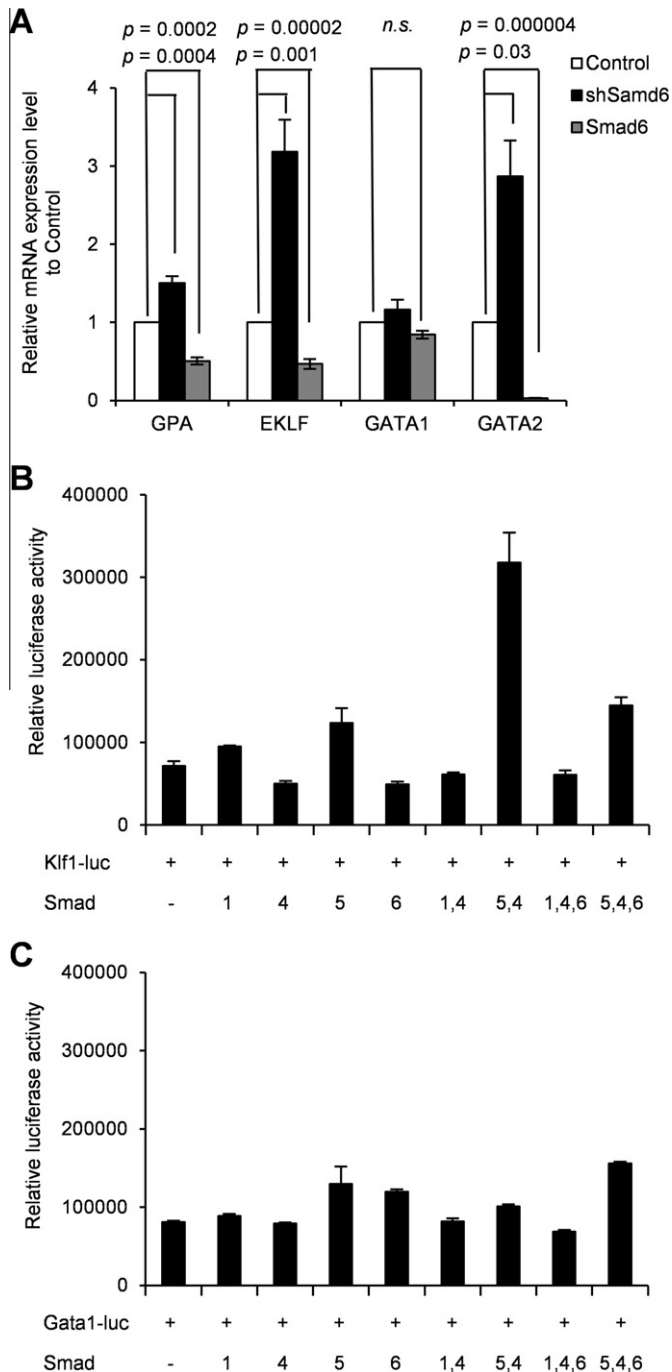 A
p = 0.0002 p = 0.00002 n.s. p = 0.000004
p = 0.0004 p = 0.001 p = 0.03
Control
shSamd6
Smad6
Relative mRNA expression level
to Control
4
3
2
1
0
GPA EKLF GATA1 GATA2
B
Relative luciferase activity
400000
300000
200000
100000
0
Klf1-luc + + + + + + + + +
Smad - 1 4 5 6 1,4 5,4 1,4,6 5,4,6
C
Relative luciferase activity
400000
300000
200000
100000
0
Gata1-luc + + + + + + + + +
Smad - 1 4 5 6 1,4 5,4 1,4,6 5,4,6